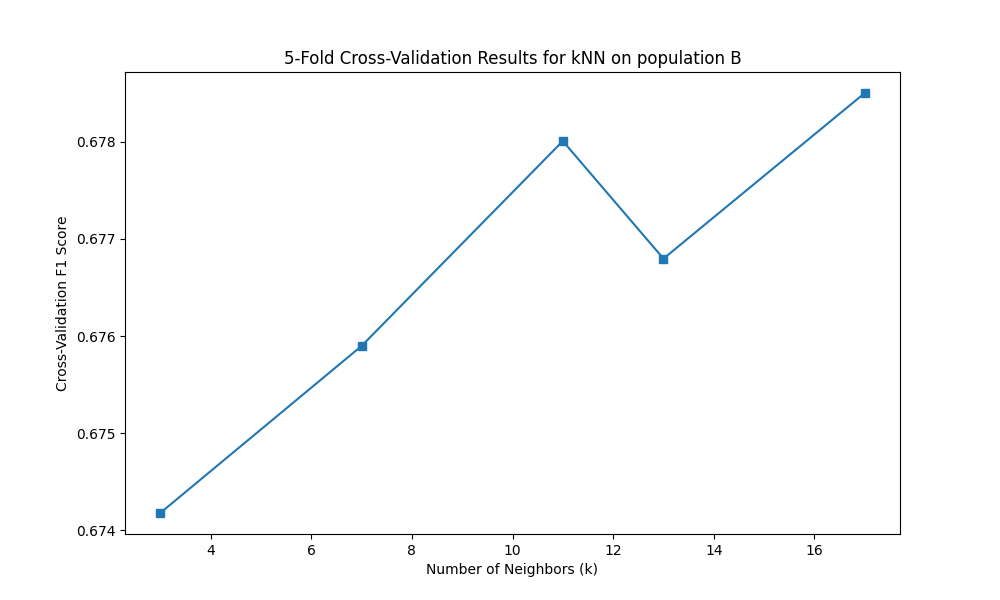 5-Fold Cross-Validation Results for kNN on population B
Cross-Validation F1 Score
0.678
0.677
0.676
0.675
0.674
4 6 8 10 12 14 16
Number of Neighbors (k)